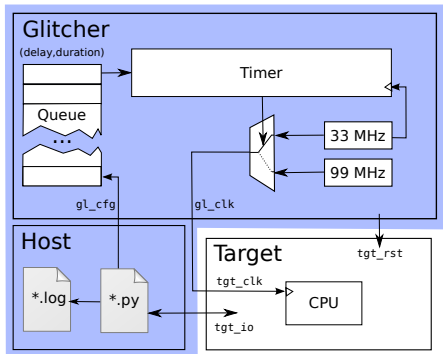 Glitcher
(delay,duration)
Timer
Queue
...
33 MHz
99 MHz
gl_cfg
gl_clk
Host
Target
tgt_rst
*.log
*.py
tgt_clk
CPU
tgt_io